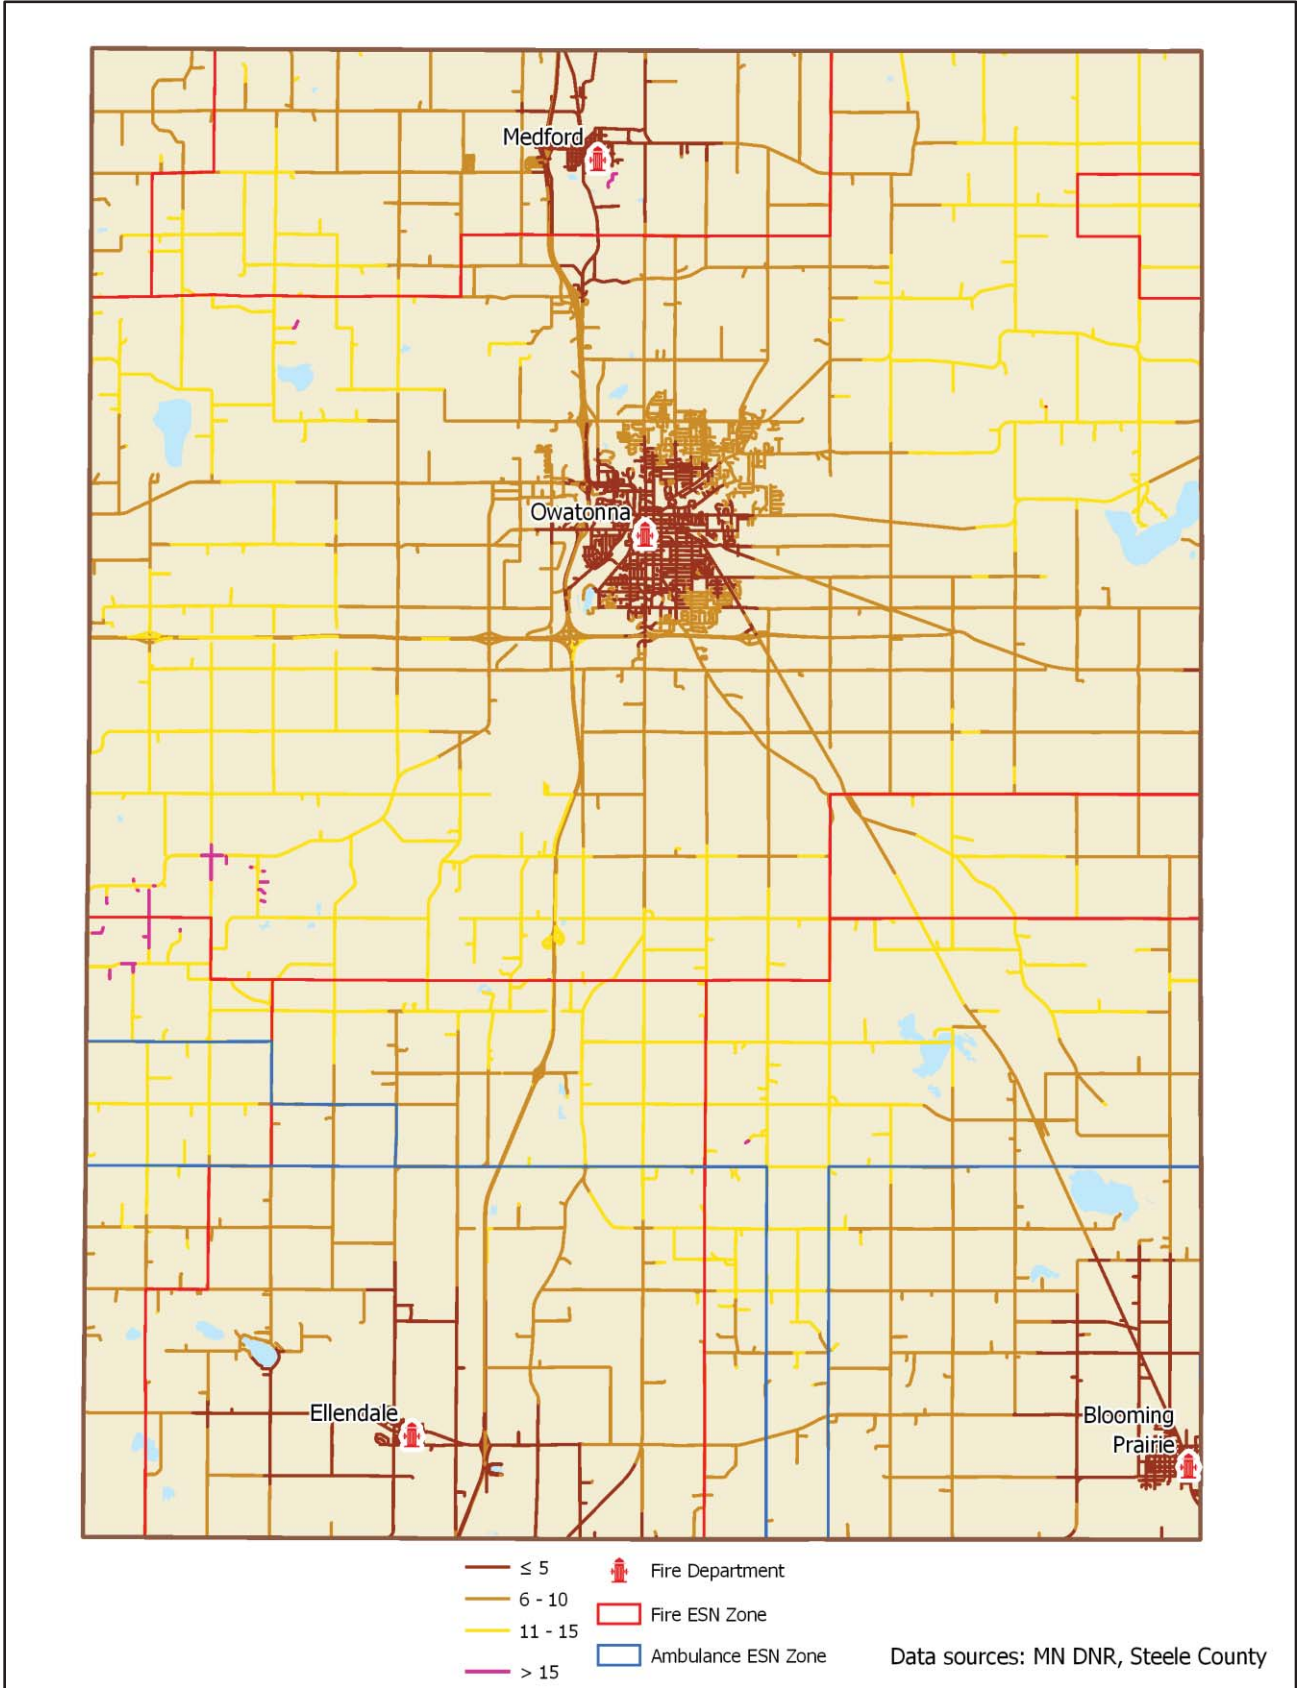 Medford
Owatonna
Ellendale
Blooming
Prairie
≤ 5
6 - 10
11 - 15
> 15
Fire Department
Fire ESN Zone
Ambulance ESN Zone
Data sources: MN DNR, Steele County